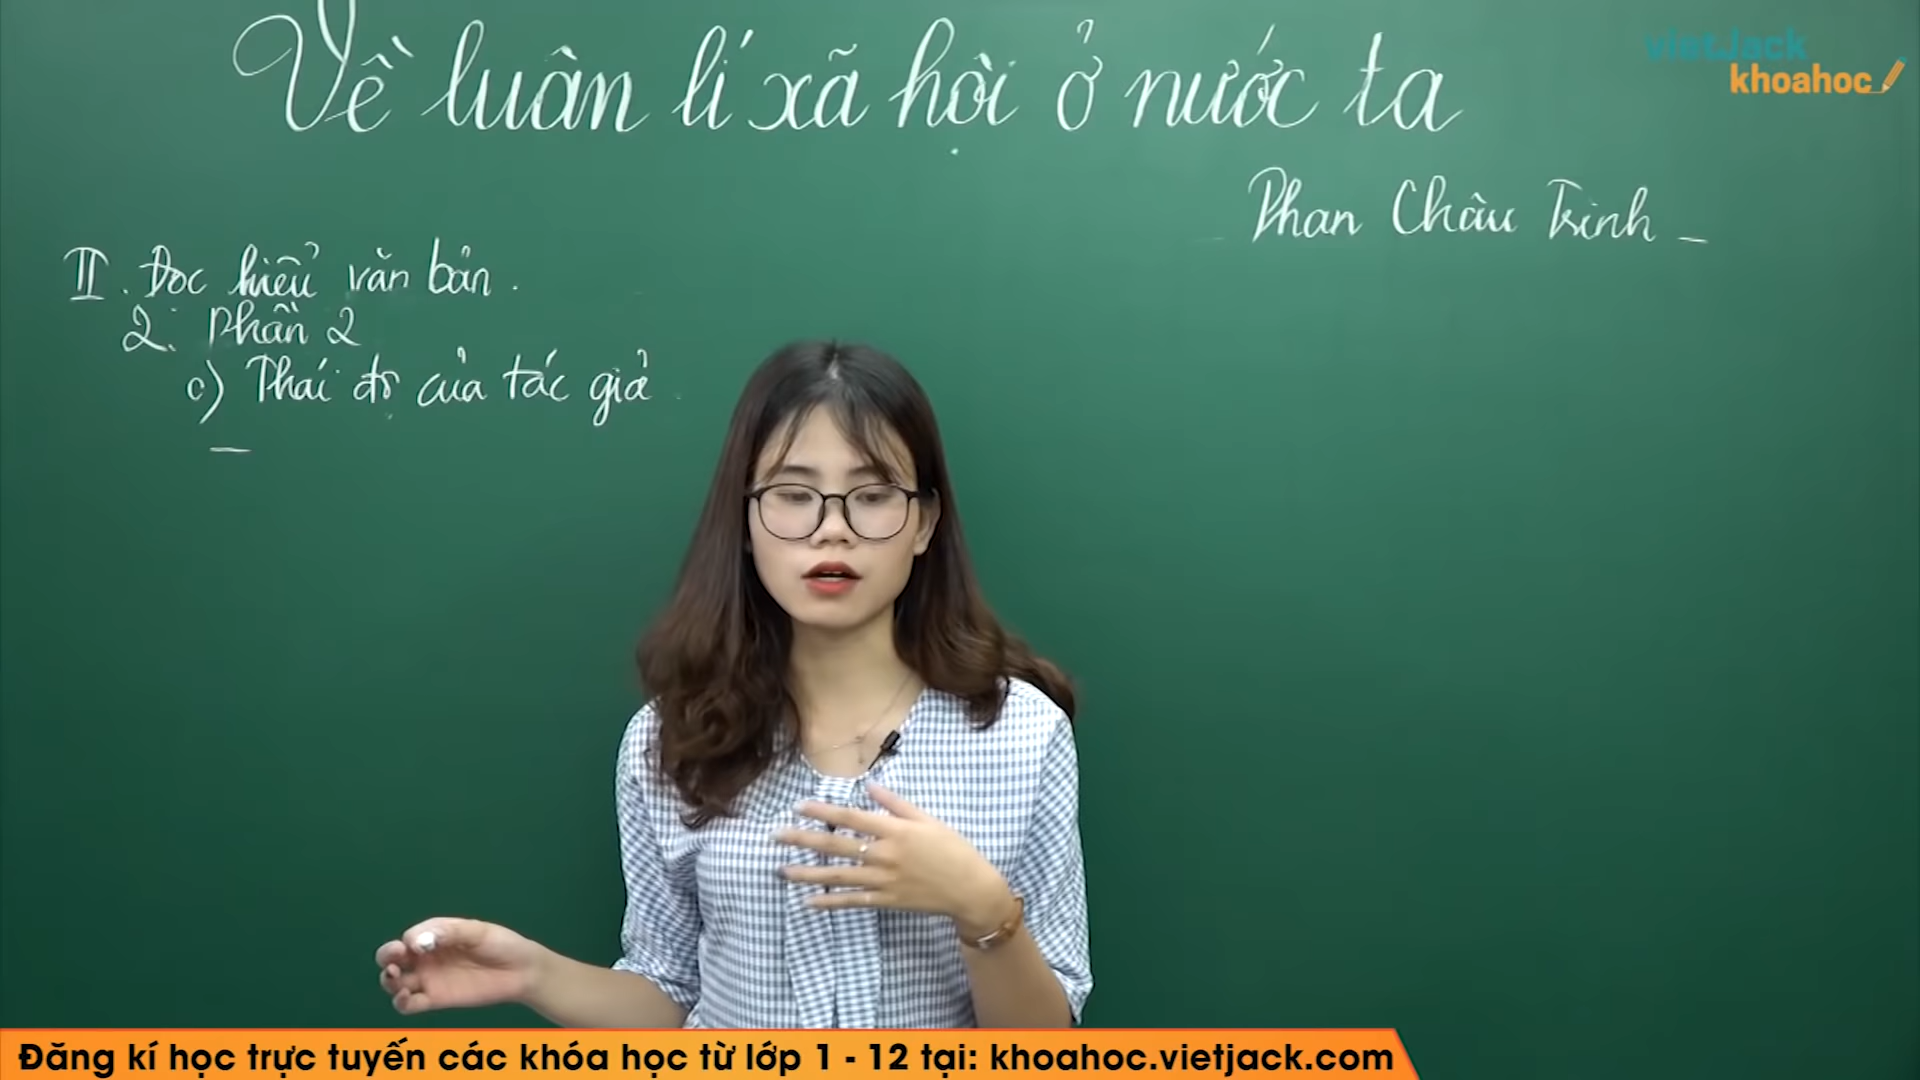 Về luân lí xã hội ở nước ta
vietJack
khoahoc
Phan Châu Trinh
II. Đọc hiểu văn bản.
2. Phần 2
c) Thái độ của tác giả
Đăng kí học trực tuyến các khóa học từ lớp 1 - 12 tại: khoahoc.vietjack.com